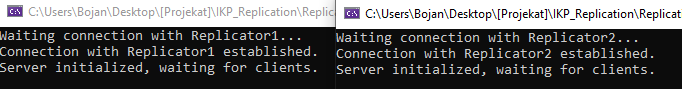 C:\Users\Bojan\Desktop\[Projekat]\IKP_Replication\Replic
Waiting connection with Replicator1...
Connection with Replicator1 established.
Server initialized, waiting for clients.
C:\Users\Bojan\Desktop\[Projekat]\IKP_Replication\Replicat
Waiting connection with Replicator2...
Connection with Replicator2 established.
Server initialized, waiting for clients.